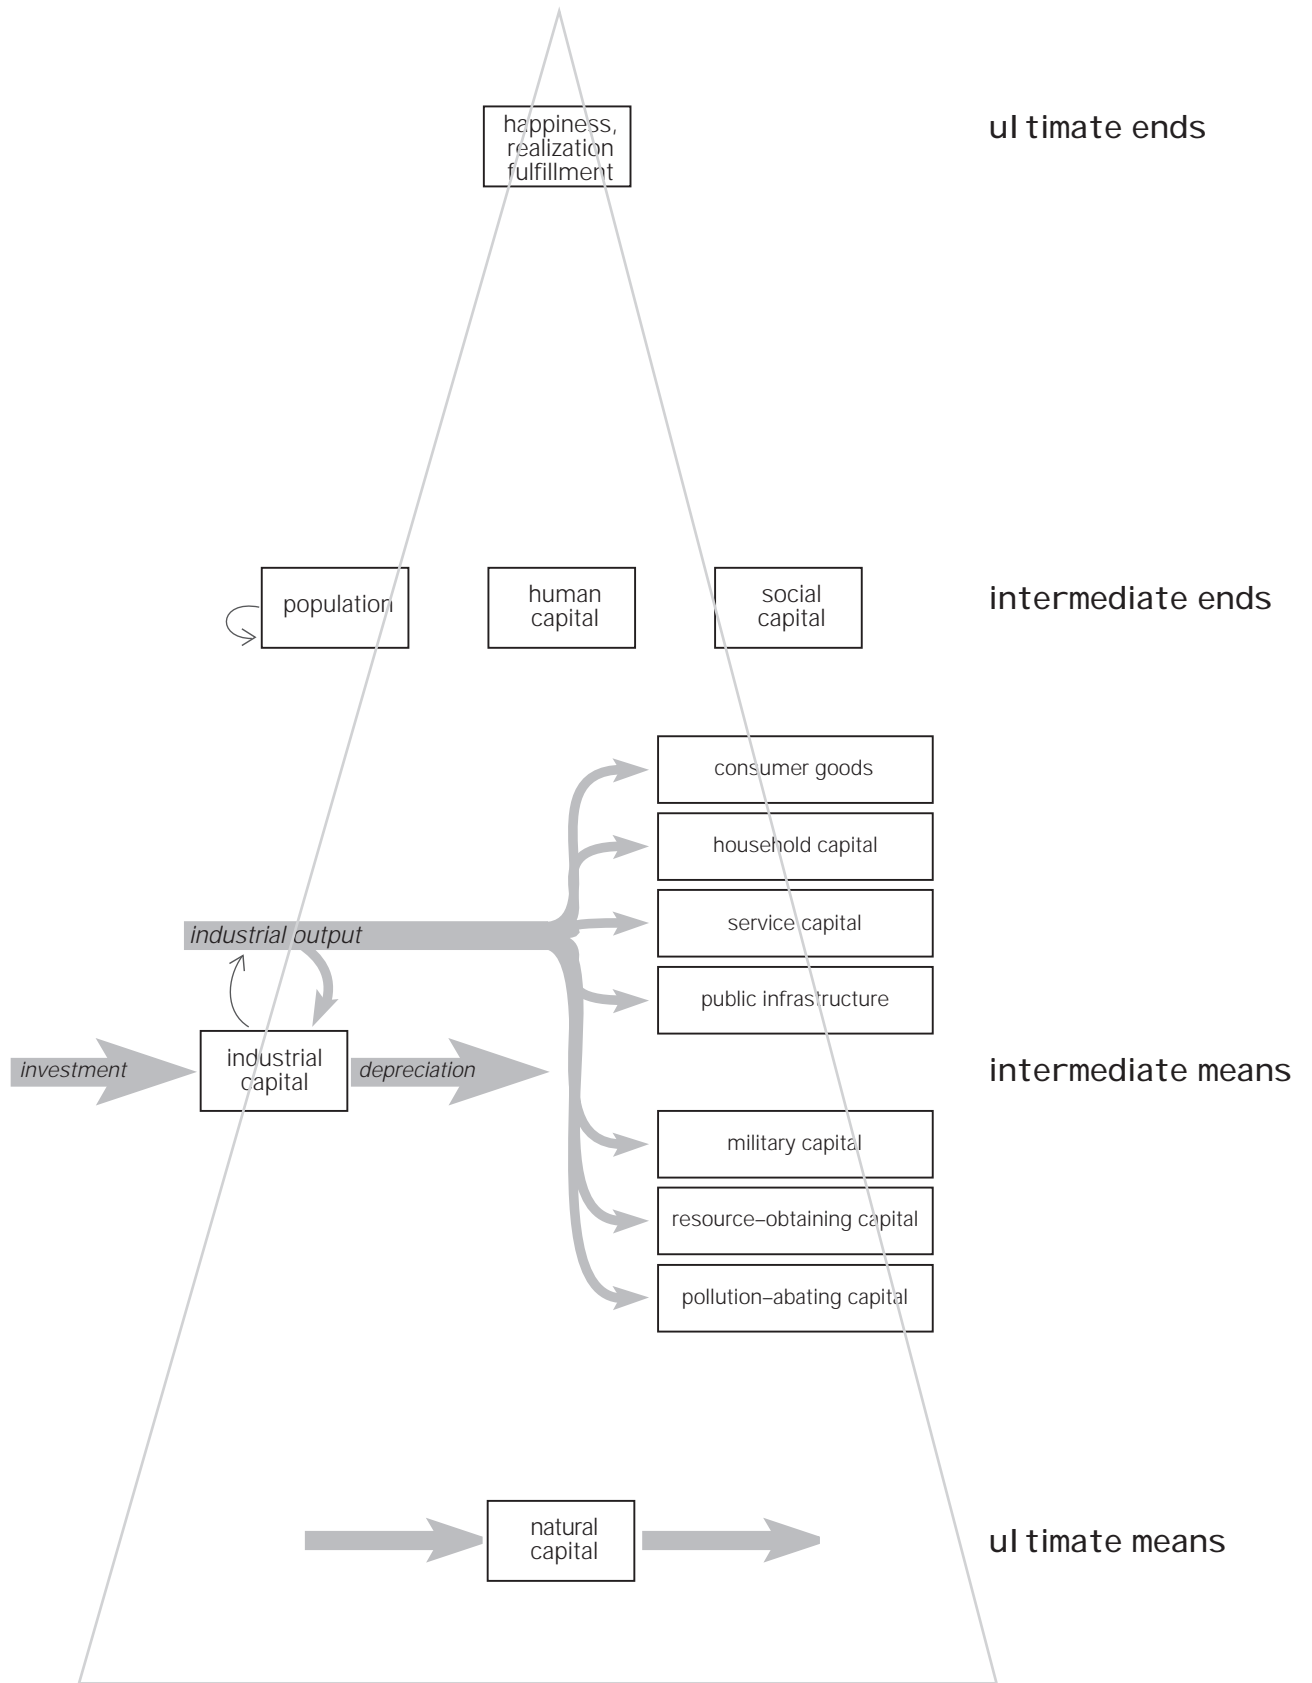 happiness,
realization
fulfillment
ultimate ends
population
human
capital
social
capital
intermediate ends
consumer goods
household capital
service capital
industrial output
public infrastructure
investment
industrial
capital
depreciation
intermediate means
military capital
resource–obtaining capital
pollution–abating capital
natural
capital
ultimate means